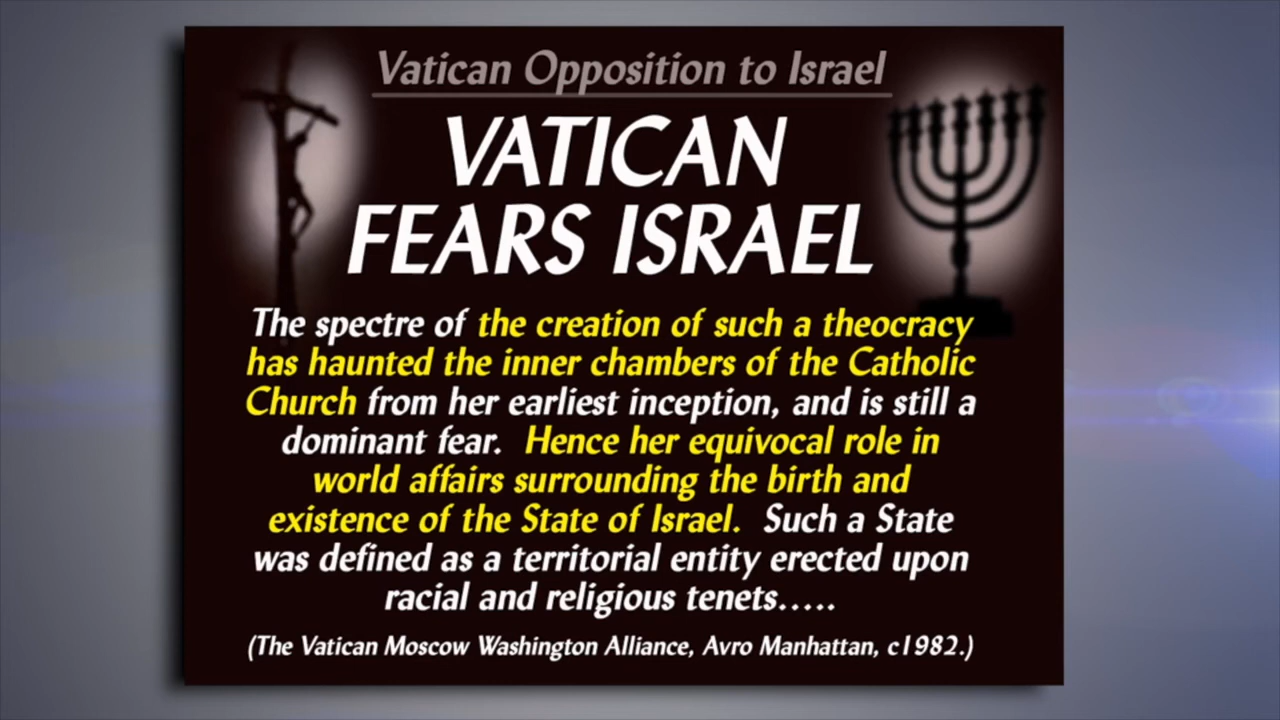 Vatican Opposition to Israel
VATICAN
FEARS ISRAEL
The spectre of the creation of such a theocracy
has haunted the inner chambers of the Catholic
Church from her earliest inception, and is still a
dominant fear.  Hence her equivocal role in
world affairs surrounding the birth and
existence of the State of Israel.  Such a State
was defined as a territorial entity erected upon
racial and religious tenets.....
(The Vatican Moscow Washington Alliance, Avro Manhattan, c1982.)